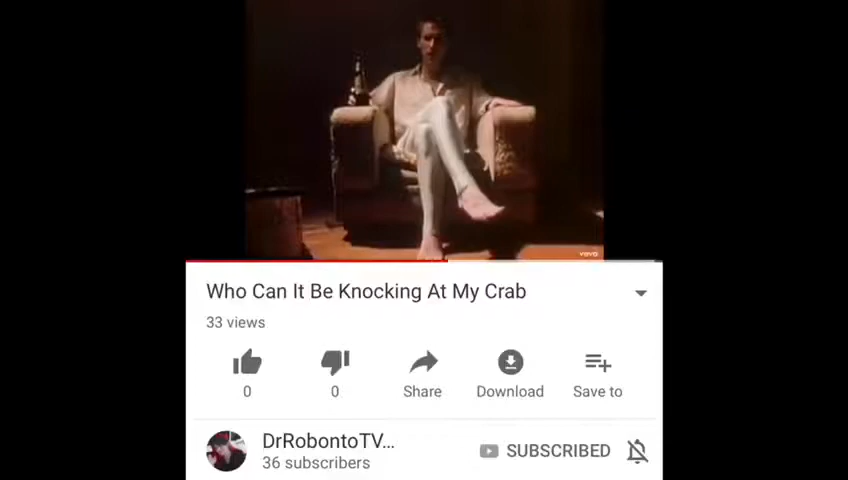 vevo
Who Can It Be Knocking At My Crab
33 views
0
0
Share
Download
Save to
DrRobontoTV...
SUBSCRIBED
36 subscribers